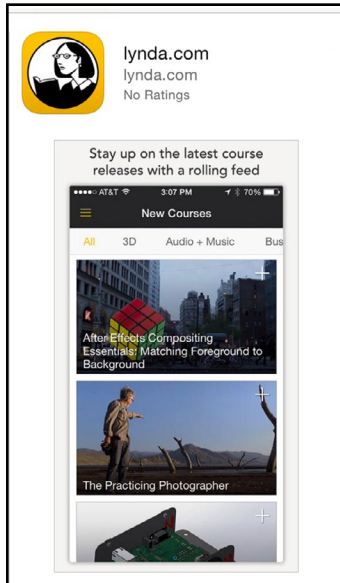 lynda.com
lynda.com
No Ratings
Stay up on the latest course
releases with a rolling feed
AT&T 3:07 PM 70%
New Courses
All 3D Audio + Music Bus
After Effects Compositing
Essentials: Matching Foreground to
Background
The Practicing Photographer